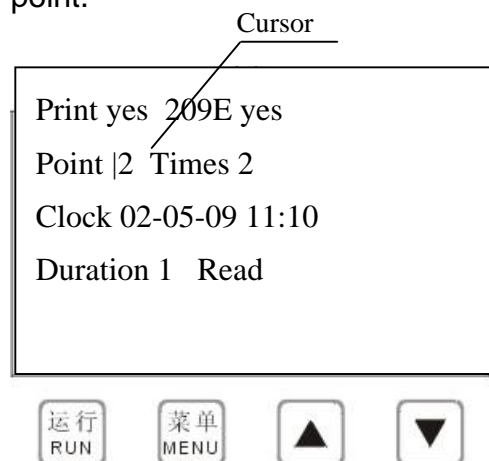 point.
Cursor
Print yes 209E yes
Point |2 Times 2
Clock 02-05-09 11:10
Duration 1 Read
运行
RUN
菜单
MENU
▲
▼